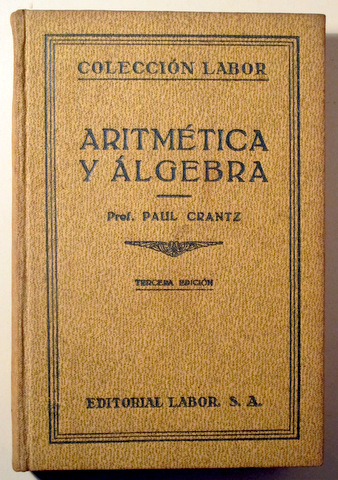 COLECCIÓN LABOR
ARITMÉTICA
Y ÁLGEBRA
Prof. PAUL CRANTZ
TERCERA EDICIÓN
EDITORIAL LABOR. S. A.